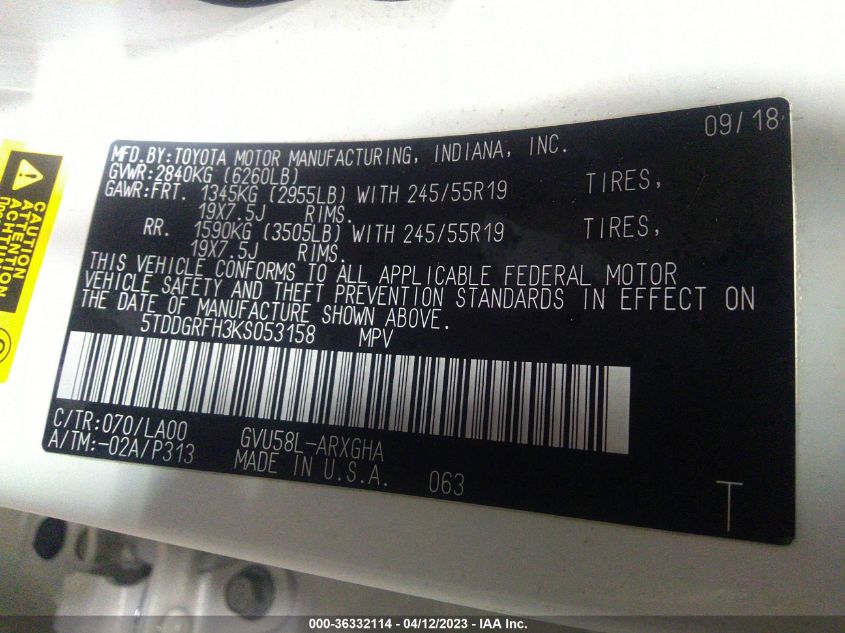 09/18
MFD.BY:TOYOTA MOTOR MANUFACTURING, INDIANA, INC.
GVWR:2840KG (6260LB)
GAWR:FRT. 1345KG (2955LB) WITH 245/55R19 TIRES,
19X7.5J RIMS.
RR. 1590KG (3505LB) WITH 245/55R19 TIRES,
19X7.5J RIMS.
THIS VEHICLE CONFORMS TO ALL APPLICABLE FEDERAL MOTOR
VEHICLE SAFETY AND THEFT PREVENTION STANDARDS IN EFFECT ON
THE DATE OF MANUFACTURE SHOWN ABOVE.
5TDDGRFH3KS053158 MPV
C/TR:070/LA00 GVU58L-ARXGHA
A/TM:-02A/P313 MADE IN U.S.A. 063
T
CAUTION
ATTENTION
ACHTUNG
000-36332114 - 04/12/2023 - IAA Inc.